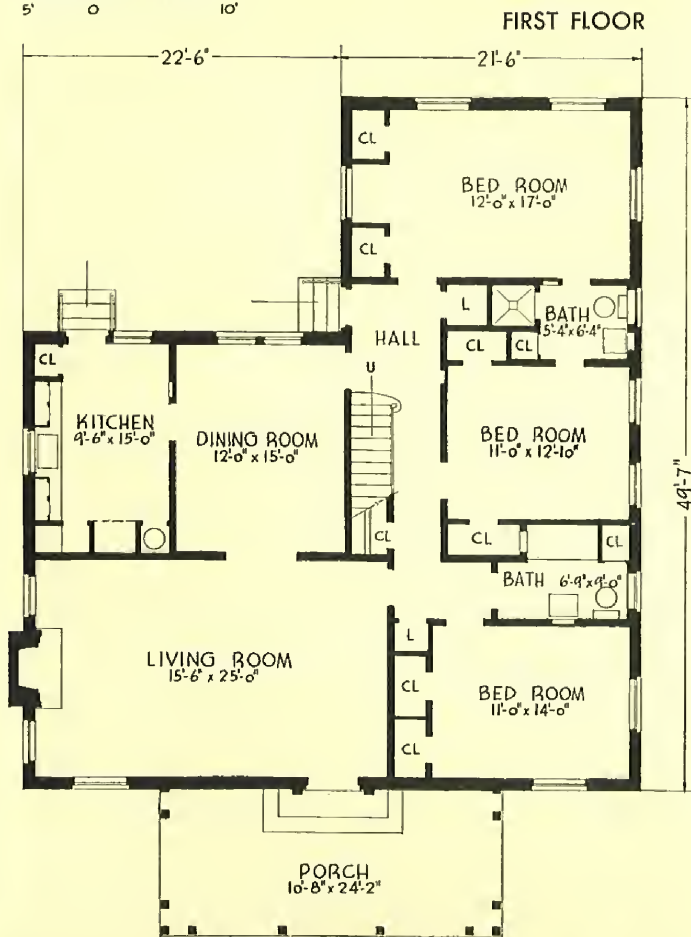 5' 0 10'
FIRST FLOOR
22'-6"
21'-6"
CL
BED ROOM
12'-0" x 17'-0"
CL
L
BATH
5'-4" x 6'-4"
HALL
CL
CL
U
CL
KITCHEN
9'-6" x 15'-0"
DINING ROOM
12'-0" x 15'-0"
BED ROOM
11'-0" x 12'-10"
49'-7"
CL
CL
CL
BATH 6'-9" x 9'-0"
L
LIVING ROOM
15'-6" x 25'-0"
CL
BED ROOM
11'-0" x 14'-0"
CL
PORCH
10'-8" x 24'-2"